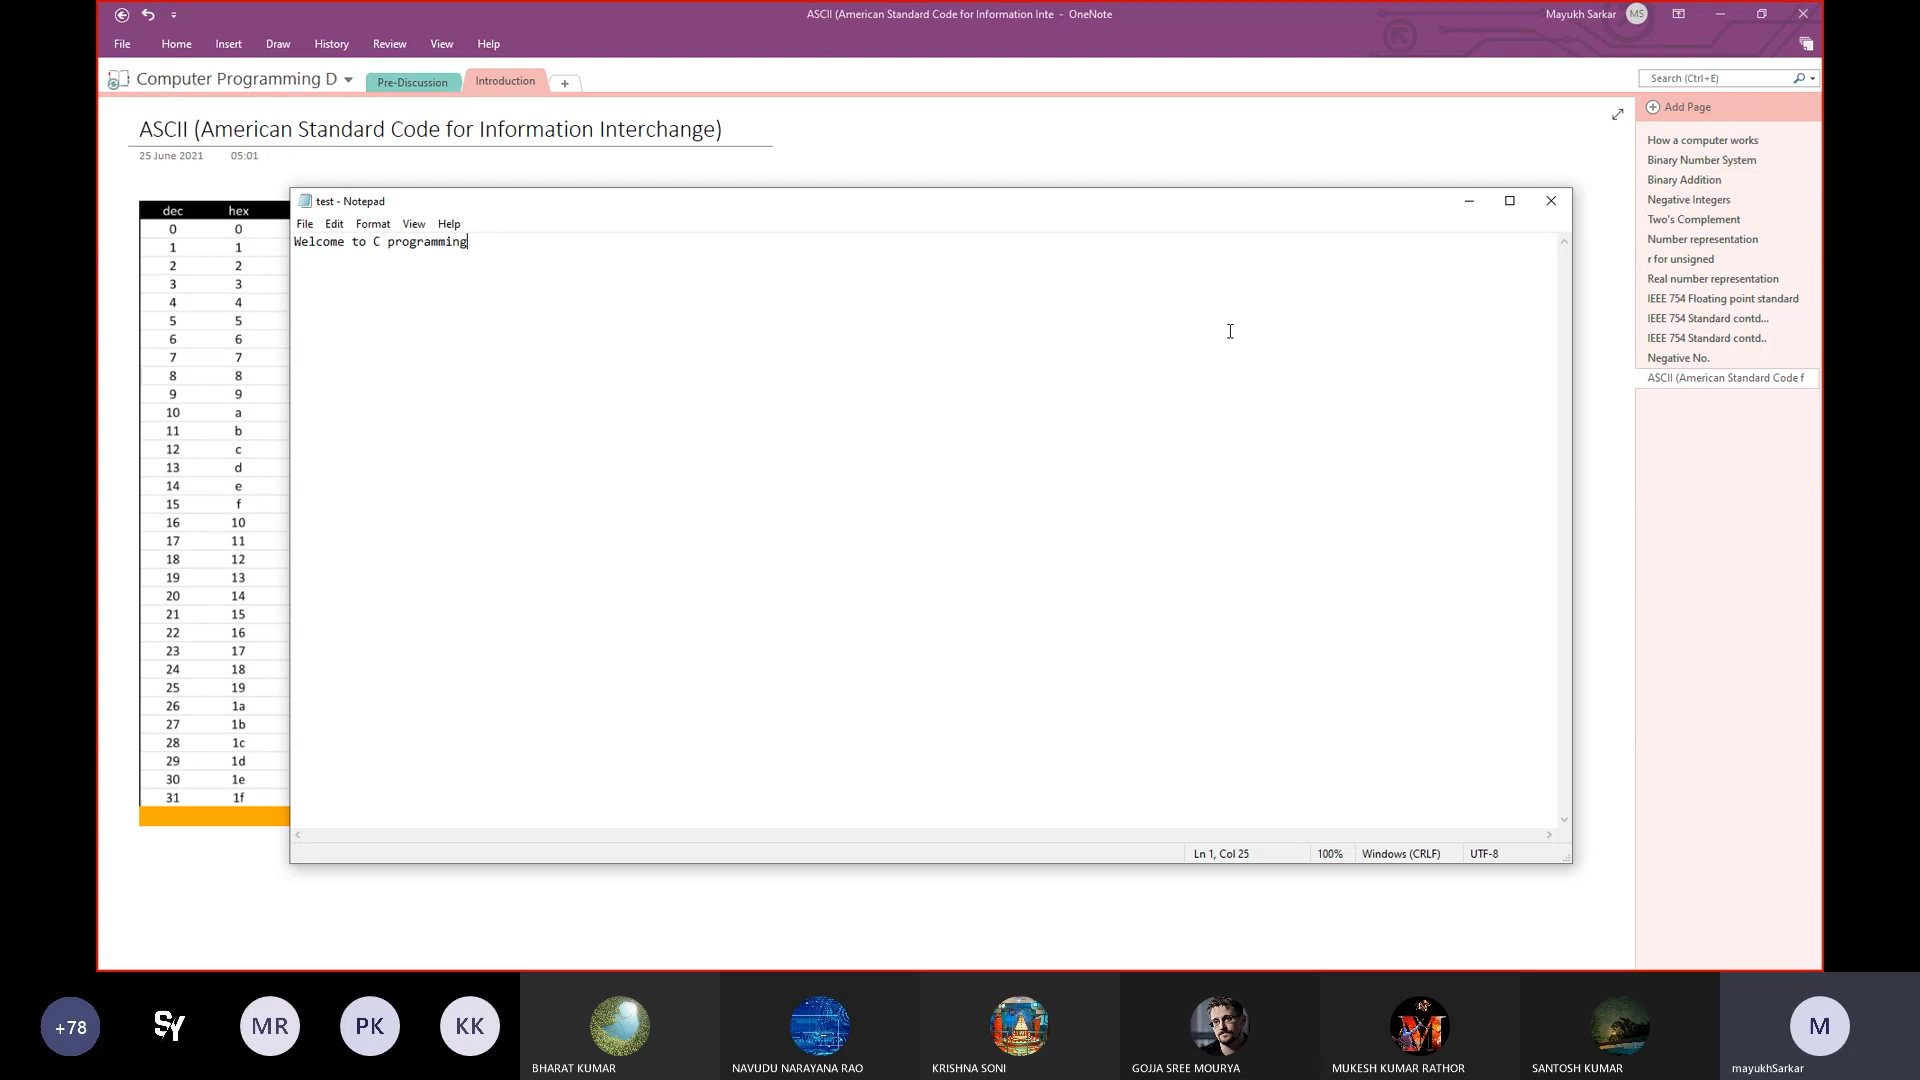 ASCII (American Standard Code for Information Inte - OneNote
Mayukh Sarkar MS
File Home Insert Draw History Review View Help
Computer Programming D Pre-Discussion Introduction +
Search (Ctrl+E)
Add Page
ASCII (American Standard Code for Information Interchange)
25 June 2021 05:01
How a computer works
Binary Number System
Binary Addition
Negative Integers
Two's Complement
Number representation
r for unsigned
Real number representation
IEEE 754 Floating point standard
IEEE 754 Standard contd...
IEEE 754 Standard contd..
Negative No.
ASCII (American Standard Code f
dec hex
0 0
1 1
2 2
3 3
4 4
5 5
6 6
7 7
8 8
9 9
10 a
11 b
12 c
13 d
14 e
15 f
16 10
17 11
18 12
19 13
20 14
21 15
22 16
23 17
24 18
25 19
26 1a
27 1b
28 1c
29 1d
30 1e
31 1f
test - Notepad
File Edit Format View Help
Welcome to C programming
Ln 1, Col 25 100% Windows (CRLF) UTF-8
+78 SY MR PK KK M M
BHARAT KUMAR NAVUDU NARAYANA RAO KRISHNA SONI GOJJA SREE MOURYA MUKESH KUMAR RATHOR SANTOSH KUMAR mayukhSarkar